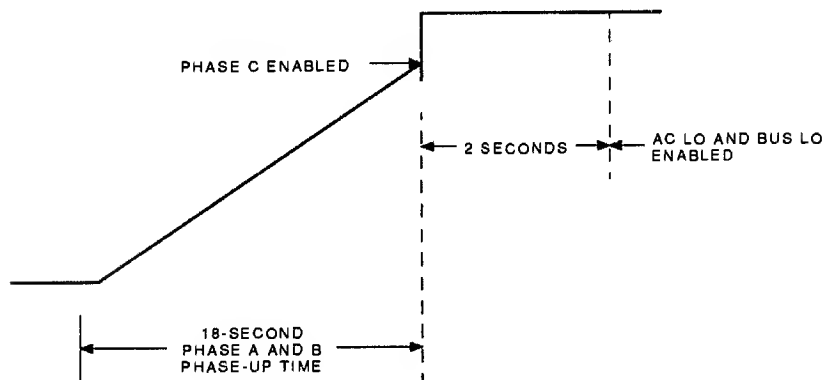 PHASE C ENABLED
2 SECONDS
AC LO AND BUS LO
ENABLED
18-SECOND
PHASE A AND B
PHASE-UP TIME